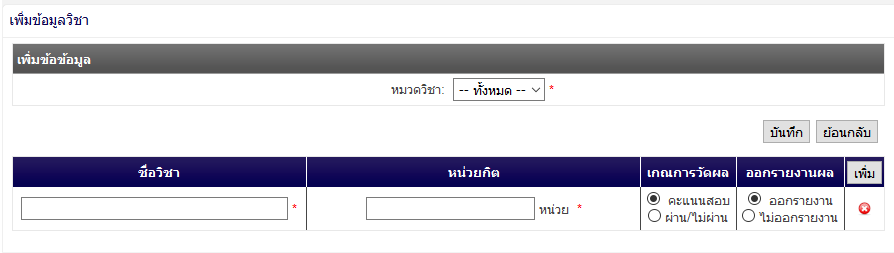 เพิ่มข้อมูลวิชา
เพิ่มข้อข้อมูล
หมวดวิชา: -- ทั้งหมด -- *
บันทึก ย้อนกลับ
ชื่อวิชา หน่วยกิต เกณการวัดผล ออกรายงานผล เพิ่ม
* หน่วย * คะแนนสอบ ออกรายงาน
ผ่าน/ไม่ผ่าน ไม่ออกรายงาน